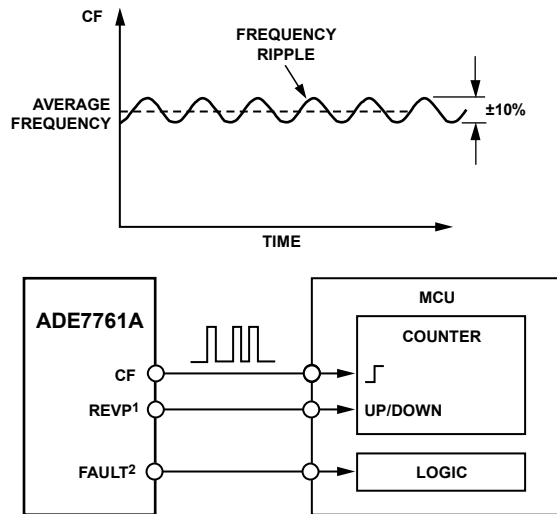 CF
FREQUENCY
RIPPLE
AVERAGE
FREQUENCY
±10%
TIME
ADE7761A
MCU
COUNTER
CF
REVP1
UP/DOWN
FAULT2
LOGIC